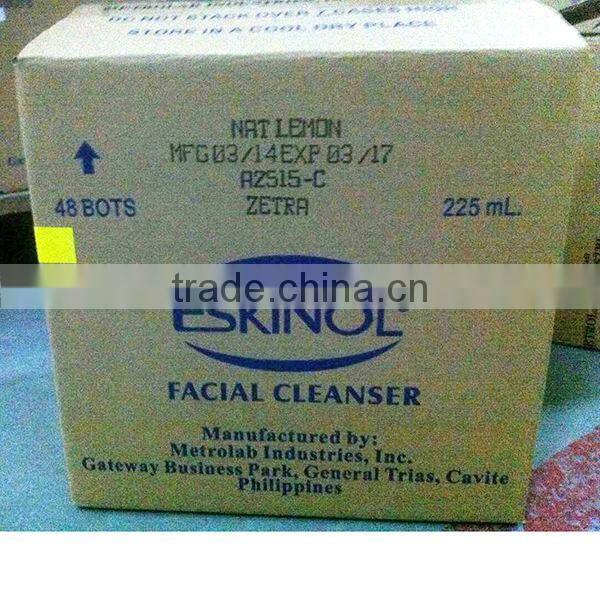 DO NOT STACK OVER 7 CASES HIGH
STORE IN A COOL DRY PLACE
NAT LEMON
MFG 03/14 EXP 03/17
A2515-C
48 BOTS
ZETRA
225 mL.
trade.china.cn
ESKINOL
FACIAL CLEANSER
Manufactured by:
Metrolab Industries, Inc.
Gateway Business Park, General Trias, Cavite
Philippines